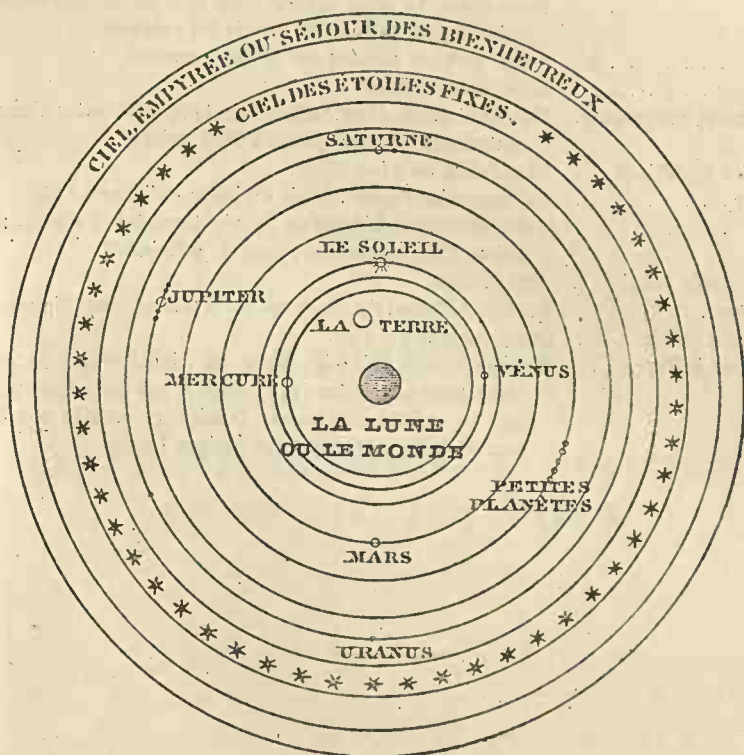 CIEL, EMPYRÉE OU SÉJOUR DES BIENHEUREUX
CIEL DES ÉTOILES FIXES.
SATURNE
LE SOLEIL
JUPITER
LA TERRE
MERCURE
VÉNUS
LA LUNE
OU LE MONDE
PETITES
PLANÈTES
MARS
URANUS